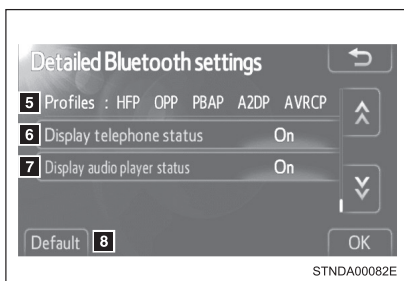 Detailed Bluetooth settings
5 Profiles : HFP OPP PBAP A2DP AVRCP
6 Display telephone status On
7 Display audio player status On
Default 8 OK
STNDA00082E